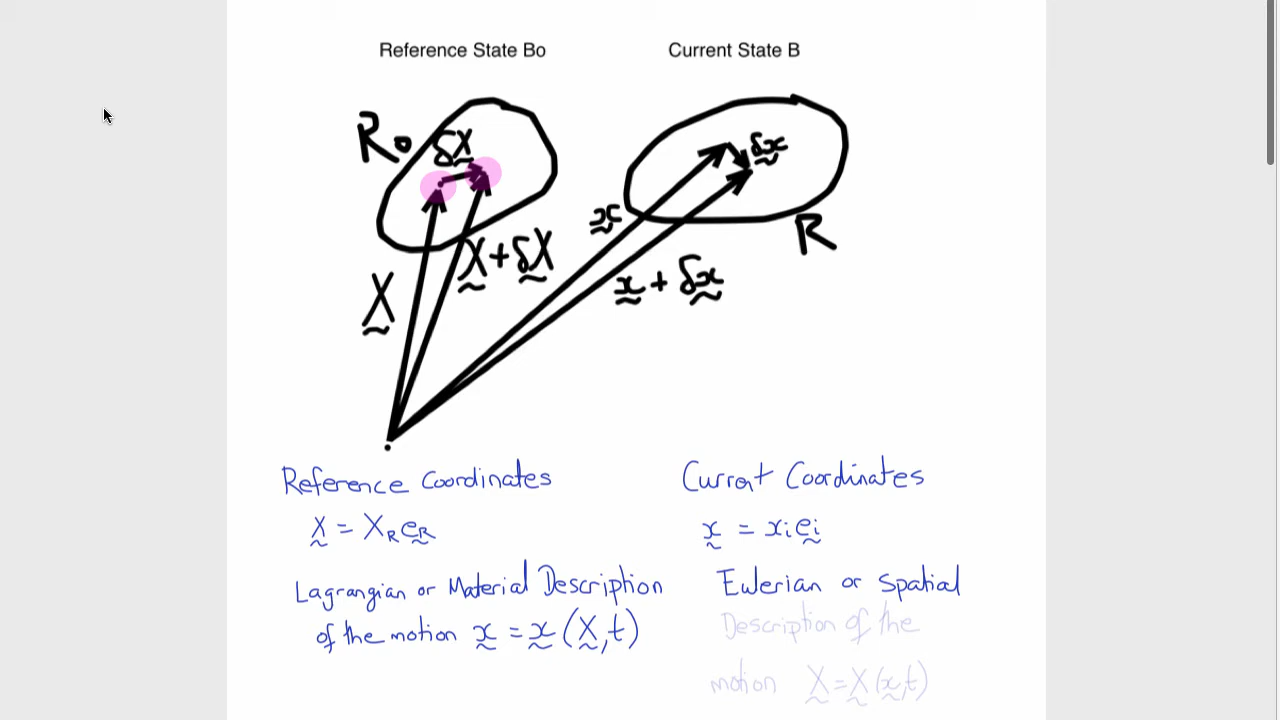 Reference State Bo
Current State B
Ro
δX
δx
x
R
X+δX
x + δx
X
Reference Coordinates
X = X_R e_R
Lagrangian or Material Description
of the motion x = x(X,t)
Current Coordinates
x = x_i e_i
Eulerian or Spatial
Description of the
motion X = X(x,t)